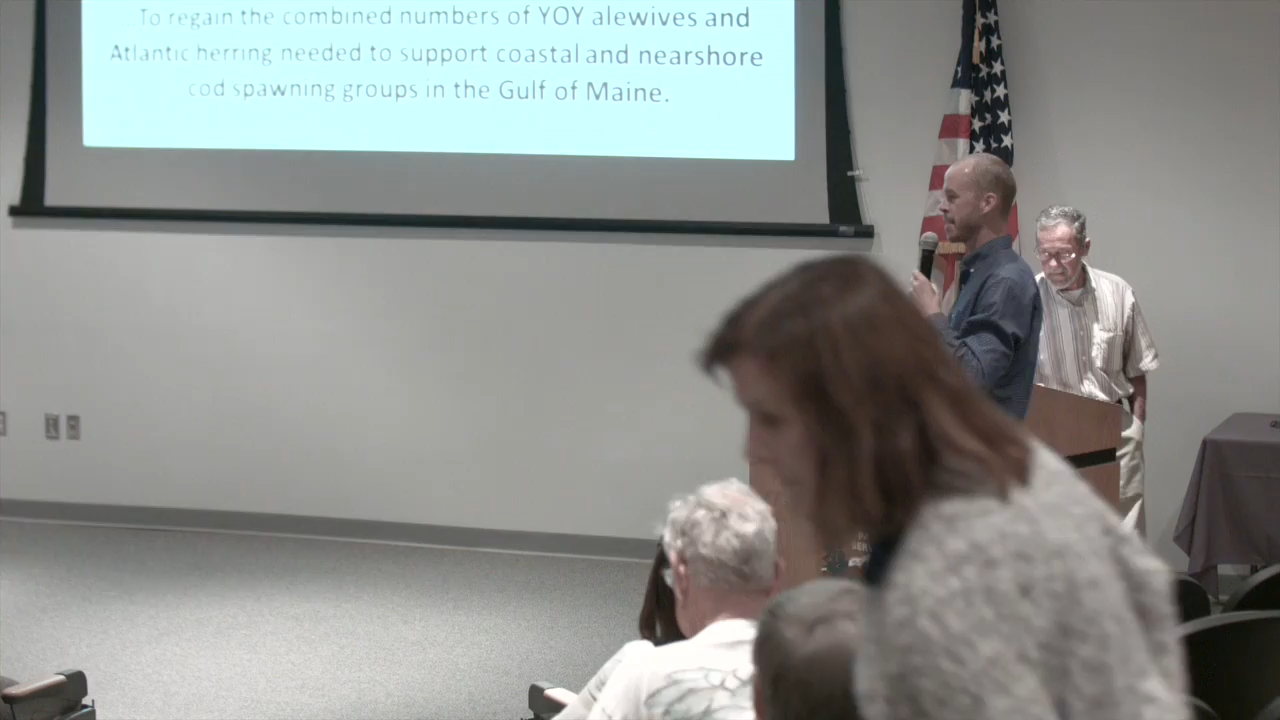 To regain the combined numbers of YOY alewives and
Atlantic herring needed to support coastal and nearshore
cod spawning groups in the Gulf of Maine.